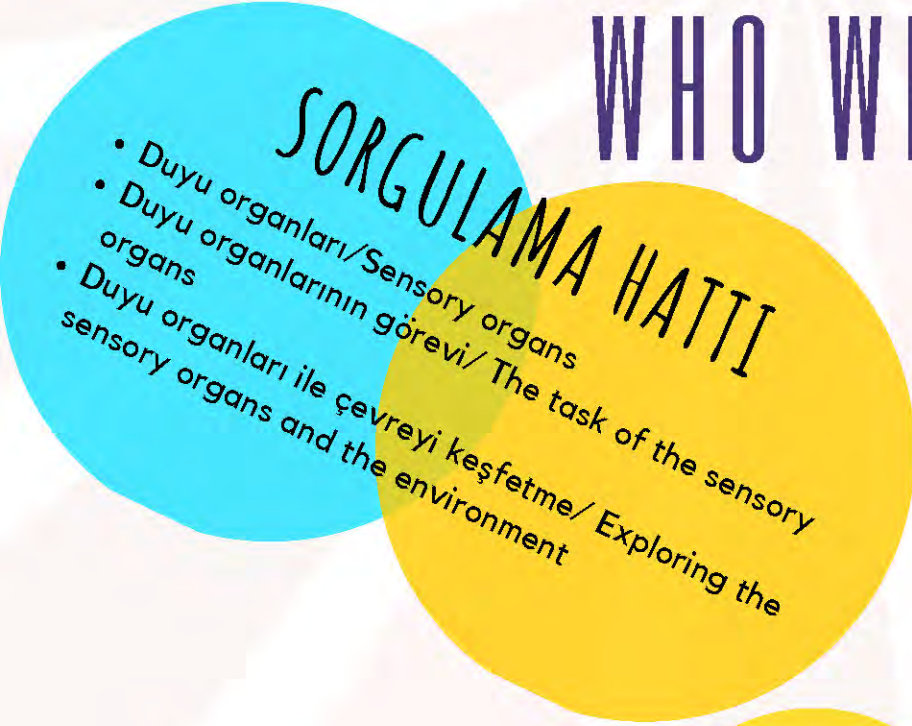 WHO
SORGULAMA HATTI
• Duyu organları/Sensory organs
• Duyu organlarının görevi/ The task of the sensory
organs
• Duyu organları ile çevreyi keşfetme/ Exploring the
sensory organs and the environment